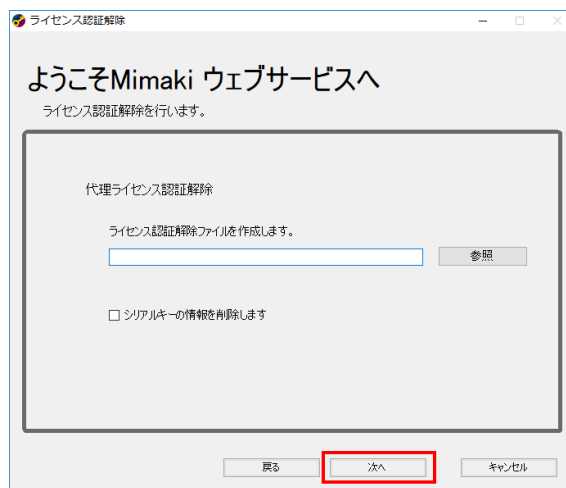 ライセンス認証解除
ようこそMimaki ウェブサービスへ
ライセンス認証解除を行います。
代理ライセンス認証解除
ライセンス認証解除ファイルを作成します。
参照
シリアルキーの情報を削除します
戻る
次へ
キャンセル